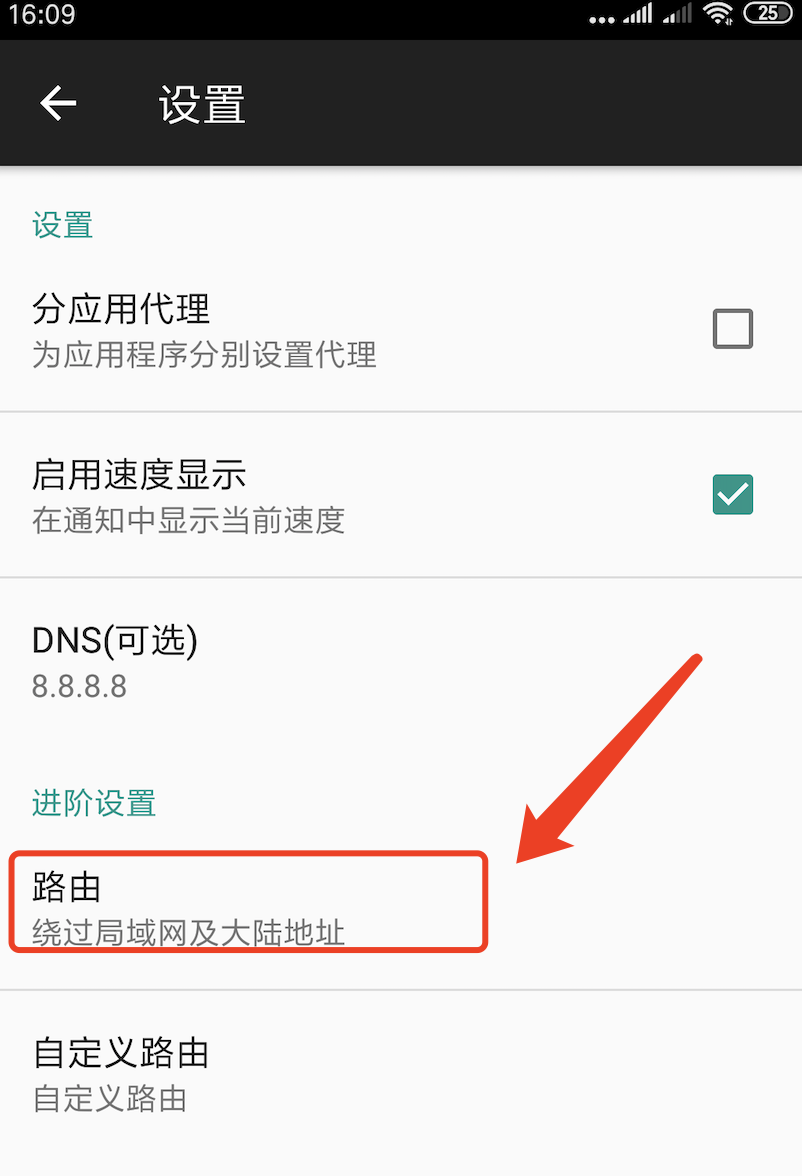 16:09
25
设置
设置
分应用代理
为应用程序分别设置代理
启用速度显示
在通知中显示当前速度
DNS(可选)
8.8.8.8
进阶设置
路由
绕过局域网及大陆地址
自定义路由
自定义路由